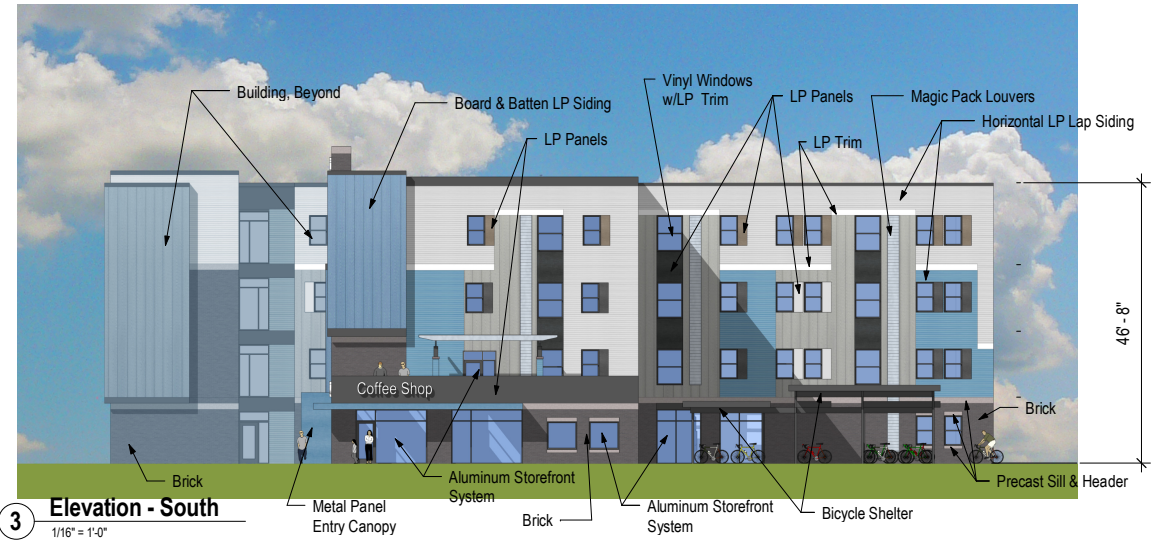 Building, Beyond
Board & Batten LP Siding
LP Panels
Vinyl Windows
w/LP Trim
LP Panels
LP Trim
Magic Pack Louvers
Horizontal LP Lap Siding
46' - 8"
Coffee Shop
Brick
Brick
Metal Panel
Entry Canopy
Aluminum Storefront
System
Brick
Aluminum Storefront
System
Bicycle Shelter
Precast Sill & Header
3
Elevation - South
1/16" = 1'-0"